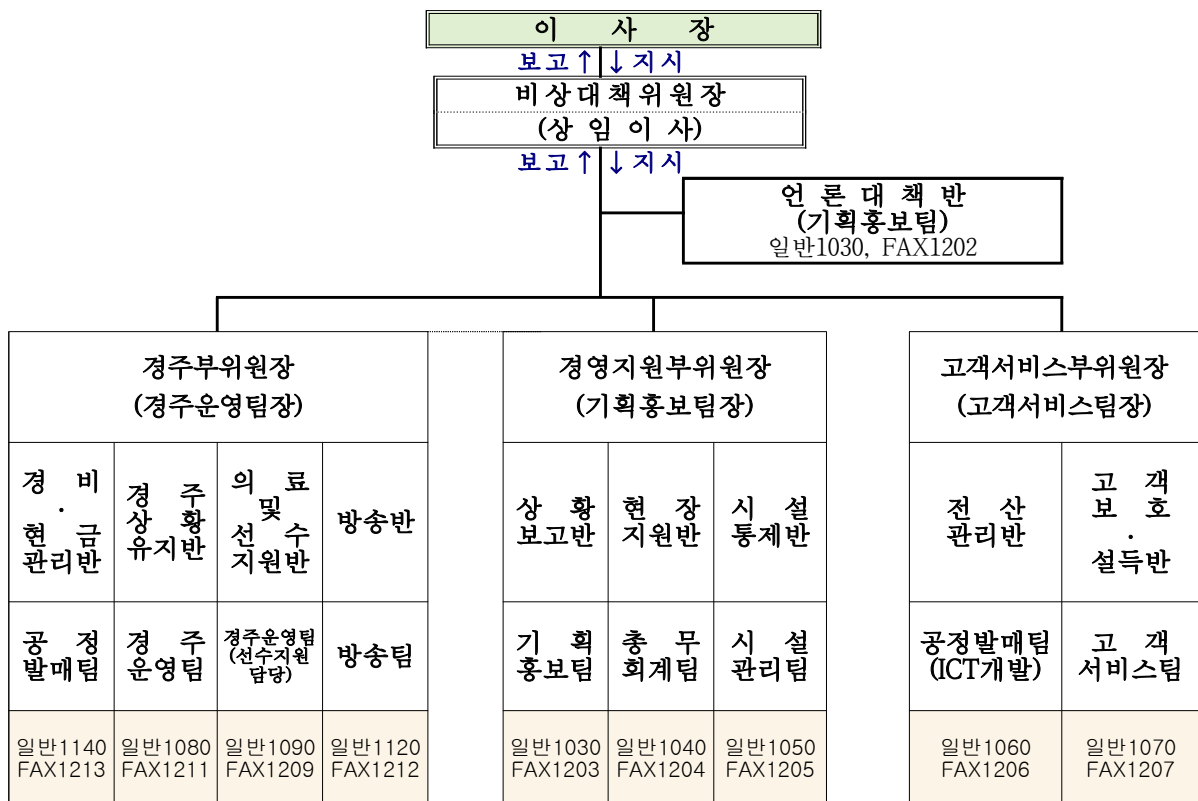 이 사 장
보고↑ ↓지시
비상대책위원장
(상 임 이 사)
보고↑ ↓지시
언 론 대 책 반
(기획홍보팀)
일반1030, FAX1202
경주부위원장
(경주운영팀장)
경 비
·
현 금
관리반
경 주
상 황
유지반
의 료
및
선 수
지원반
방송반
공 정
발매팀
경 주
운영팀
경주운영팀
(선수지원
담당)
방송팀
일반1140
FAX1213
일반1080
FAX1211
일반1090
FAX1209
일반1120
FAX1212
경영지원부위원장
(기획홍보팀장)
상 황
보고반
현 장
지원반
시 설
통제반
기 획
홍보팀
총 무
회계팀
시 설
관리팀
일반1030
FAX1203
일반1040
FAX1204
일반1050
FAX1205
고객서비스부위원장
(고객서비스팀장)
전 산
관리반
고 객
보 호
·
설득반
공정발매팀
(ICT개발)
고 객
서비스팀
일반1060
FAX1206
일반1070
FAX1207